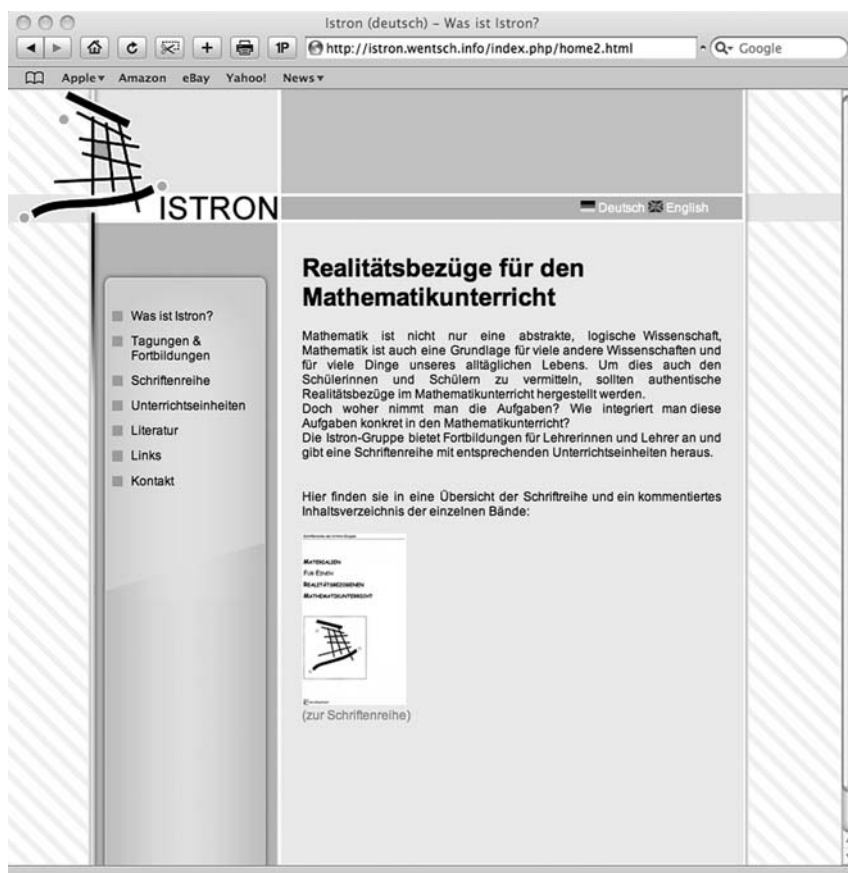 Istron (deutsch) – Was ist Istron?
1P
http://istron.wentsch.info/index.php/home2.html
Google
Apple Amazon eBay Yahoo! News
ISTRON
Deutsch English
Was ist Istron?
Tagungen &
Fortbildungen
Schriftenreihe
Unterrichtseinheiten
Literatur
Links
Kontakt
Realitätsbezüge für den
Mathematikunterricht
Mathematik ist nicht nur eine abstrakte, logische Wissenschaft,
Mathematik ist auch eine Grundlage für viele andere Wissenschaften und
für viele Dinge unseres alltäglichen Lebens. Um dies auch den
Schülerinnen und Schülern zu vermitteln, sollten authentische
Realitätsbezüge im Mathematikunterricht hergestellt werden.
Doch woher nimmt man die Aufgaben? Wie integriert man diese
Aufgaben konkret in den Mathematikunterricht?
Die Istron-Gruppe bietet Fortbildungen für Lehrerinnen und Lehrer an und
gibt eine Schriftenreihe mit entsprechenden Unterrichtseinheiten heraus.
Hier finden sie in eine Übersicht der Schriftreihe und ein kommentiertes
Inhaltsverzeichnis der einzelnen Bände:
Materialien
Für Einen
Realitätsbezogenen
Mathematikunterricht
(zur Schriftenreihe)